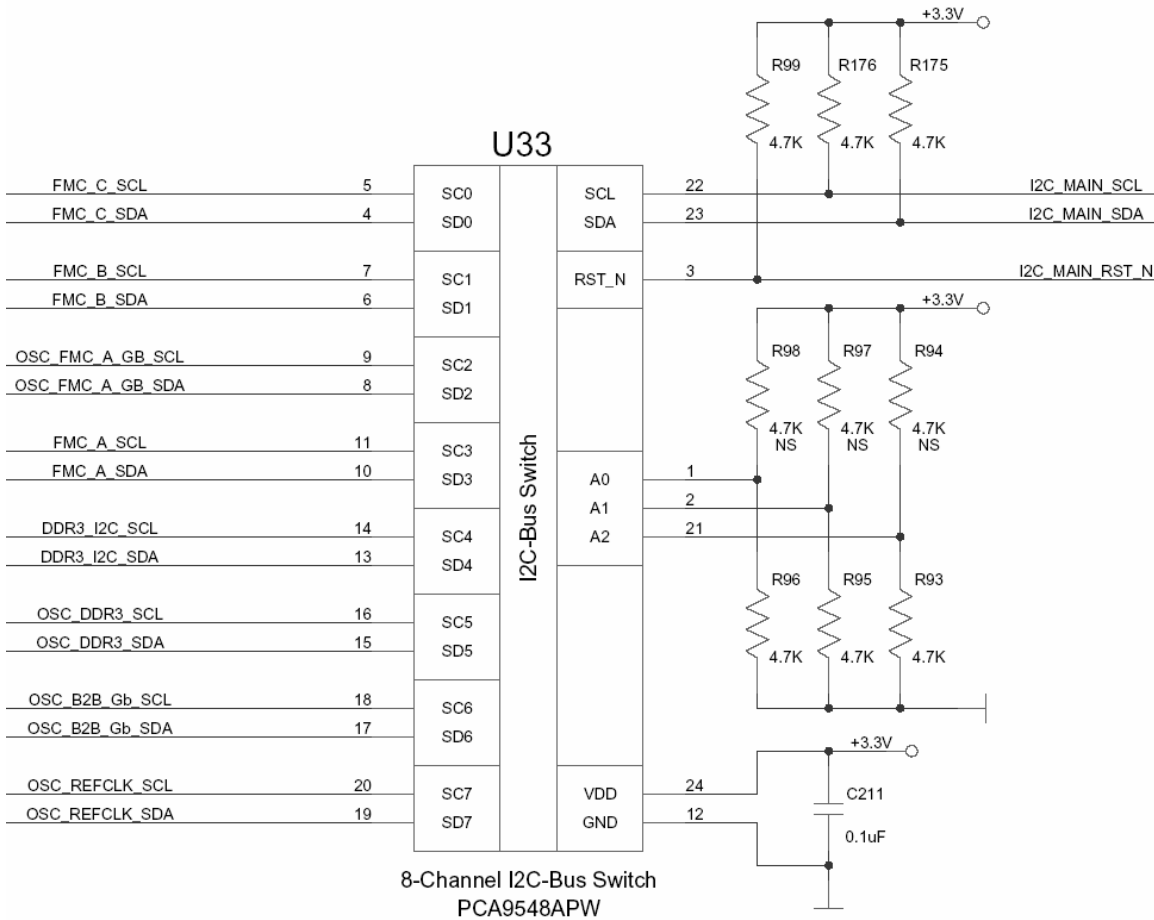 +3.3V
R99 R176 R175
4.7K 4.7K 4.7K
U33
FMC_C_SCL 5 SC0 SCL 22 I2C_MAIN_SCL
FMC_C_SDA 4 SD0 SDA 23 I2C_MAIN_SDA
FMC_B_SCL 7 SC1 RST_N 3 I2C_MAIN_RST_N
FMC_B_SDA 6 SD1 +3.3V
OSC_FMC_A_GB_SCL 9 SC2 R98 R97 R94
OSC_FMC_A_GB_SDA 8 SD2
4.7K 4.7K 4.7K
FMC_A_SCL 11 SC3 NS NS NS
FMC_A_SDA 10 SD3 A0 1
A1 2
DDR3_I2C_SCL 14 SC4 A2 21
DDR3_I2C_SDA 13 SD4
I2C-Bus Switch
R96 R95 R93
OSC_DDR3_SCL 16 SC5
OSC_DDR3_SDA 15 SD5
4.7K 4.7K 4.7K
OSC_B2B_Gb_SCL 18 SC6
OSC_B2B_Gb_SDA 17 SD6
+3.3V
OSC_REFCLK_SCL 20 SC7 VDD 24 C211
OSC_REFCLK_SDA 19 SD7 GND 12
0.1uF
8-Channel I2C-Bus Switch
PCA9548APW